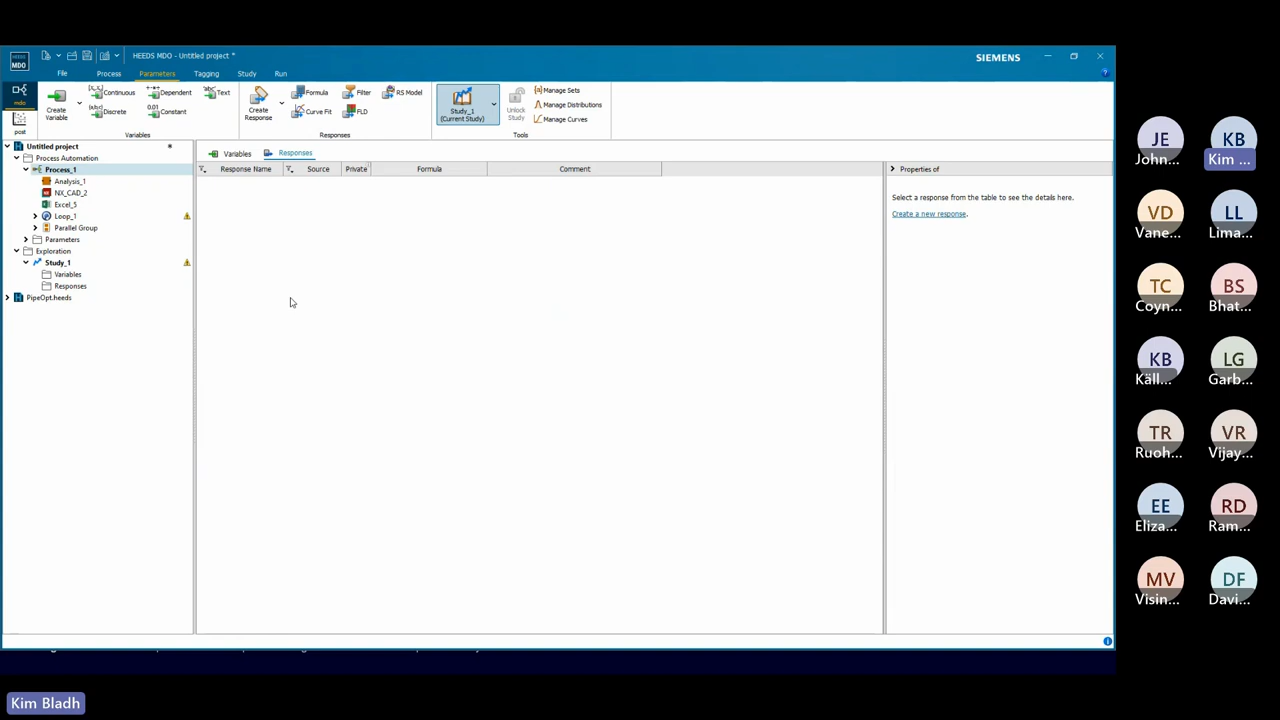 HEEDS MDO - Untitled project *
SIEMENS
HEEDS
MDO
File
Process
Parameters
Tagging
Study
Run
mdo
post
Create
Variable
Continuous
Discrete
Dependent
Constant
Text
Variables
Create
Response
Formula
Curve Fit
Filter
FLD
RS Model
Responses
Study_1
(Current Study)
Unlock
Study
Manage Sets
Manage Distributions
Manage Curves
Tools
Untitled project *
Process Automation
Process_1
Analysis_1
NX_CAD_2
Excel_5
Loop_1
Parallel Group
Parameters
Exploration
Study_1
Variables
Responses
PipeOpt.heeds
Variables
Responses
Response Name
Source
Private
Formula
Comment
Properties of
Select a response from the table to see the details here.
Create a new response.
JE
John...
KB
Kim ...
VD
Vane...
LL
Lima...
TC
Coyn...
BS
Bhat...
KB
Käll...
LG
Garb...
TR
Ruoh...
VR
Vijay...
EE
Eliza...
RD
Ram...
MV
Visin...
DF
Davi...
Kim Bladh